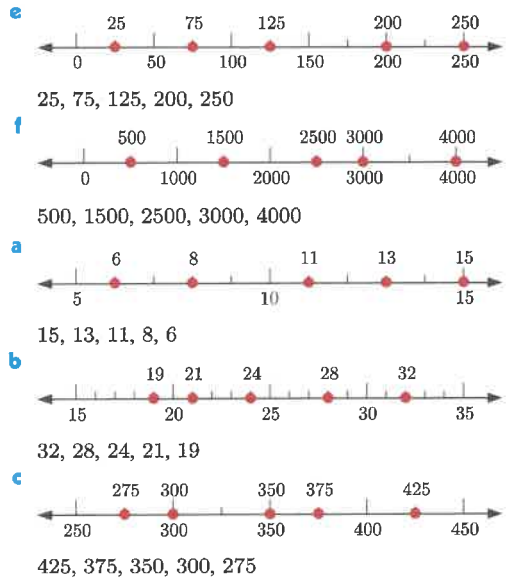 e
25 75 125 200 250
0 50 100 150 200 250
25, 75, 125, 200, 250
f
500 1500 2500 3000 4000
0 1000 2000 3000 4000
500, 1500, 2500, 3000, 4000
a
6 8 11 13 15
5 10 15
15, 13, 11, 8, 6
b
19 21 24 28 32
15 20 25 30 35
32, 28, 24, 21, 19
c
275 300 350 375 425
250 300 350 400 450
425, 375, 350, 300, 275